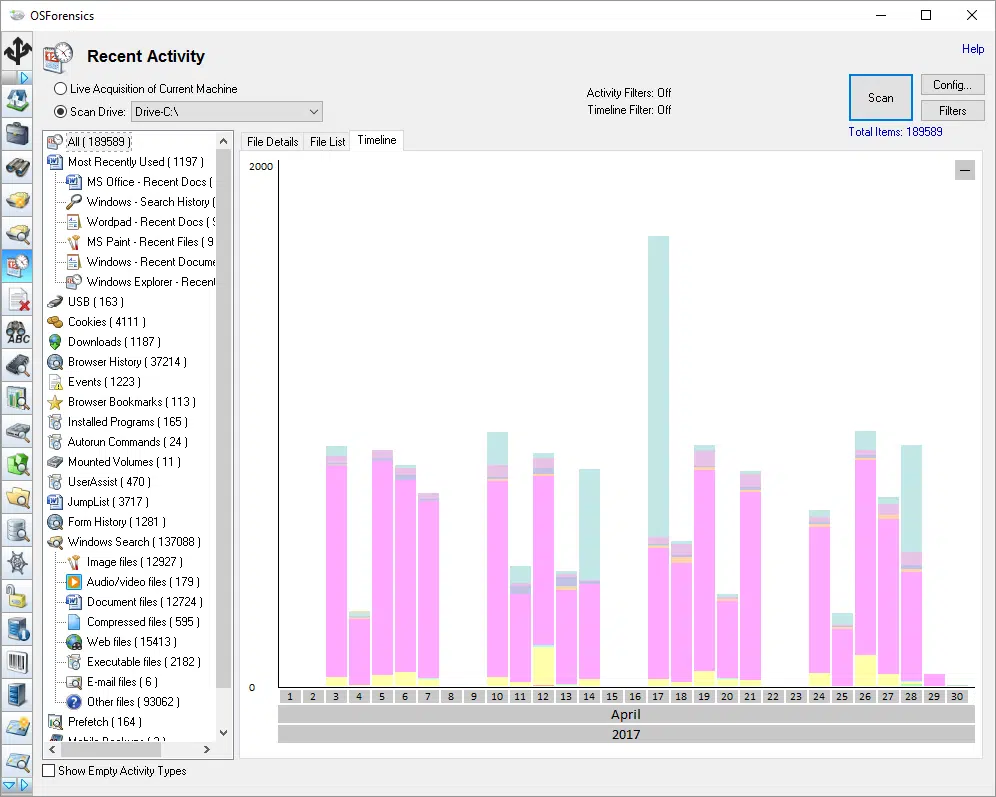 OSForensics
Recent Activity
Help
Live Acquisition of Current Machine
Scan Drive: Drive-C:\
Activity Filters: Off
Timeline Filter: Off
Scan
Config...
Filters
Total Items: 189589
File Details File List Timeline
All ( 189589 )
Most Recently Used ( 1197 )
MS Office - Recent Docs (
Windows - Search History (
Wordpad - Recent Docs (
MS Paint - Recent Files ( 9
Windows - Recent Docume
Windows Explorer - Recen
USB ( 163 )
Cookies ( 4111 )
Downloads ( 1187 )
Browser History ( 37214 )
Events ( 1223 )
Browser Bookmarks ( 113 )
Installed Programs ( 165 )
Autorun Commands ( 24 )
Mounted Volumes ( 11 )
UserAssist ( 470 )
JumpList ( 3717 )
Form History ( 1281 )
Windows Search ( 137088 )
Image files ( 12927 )
Audio/video files ( 179 )
Document files ( 12724 )
Compressed files ( 595 )
Web files ( 15413 )
Executable files ( 2182 )
E-mail files ( 6 )
Other files ( 93062 )
Prefetch ( 164 )
Show Empty Activity Types
ABC
2000
0
1 2 3 4 5 6 7 8 9 10 11 12 13 14 15 16 17 18 19 20 21 22 23 24 25 26 27 28 29 30
April
2017